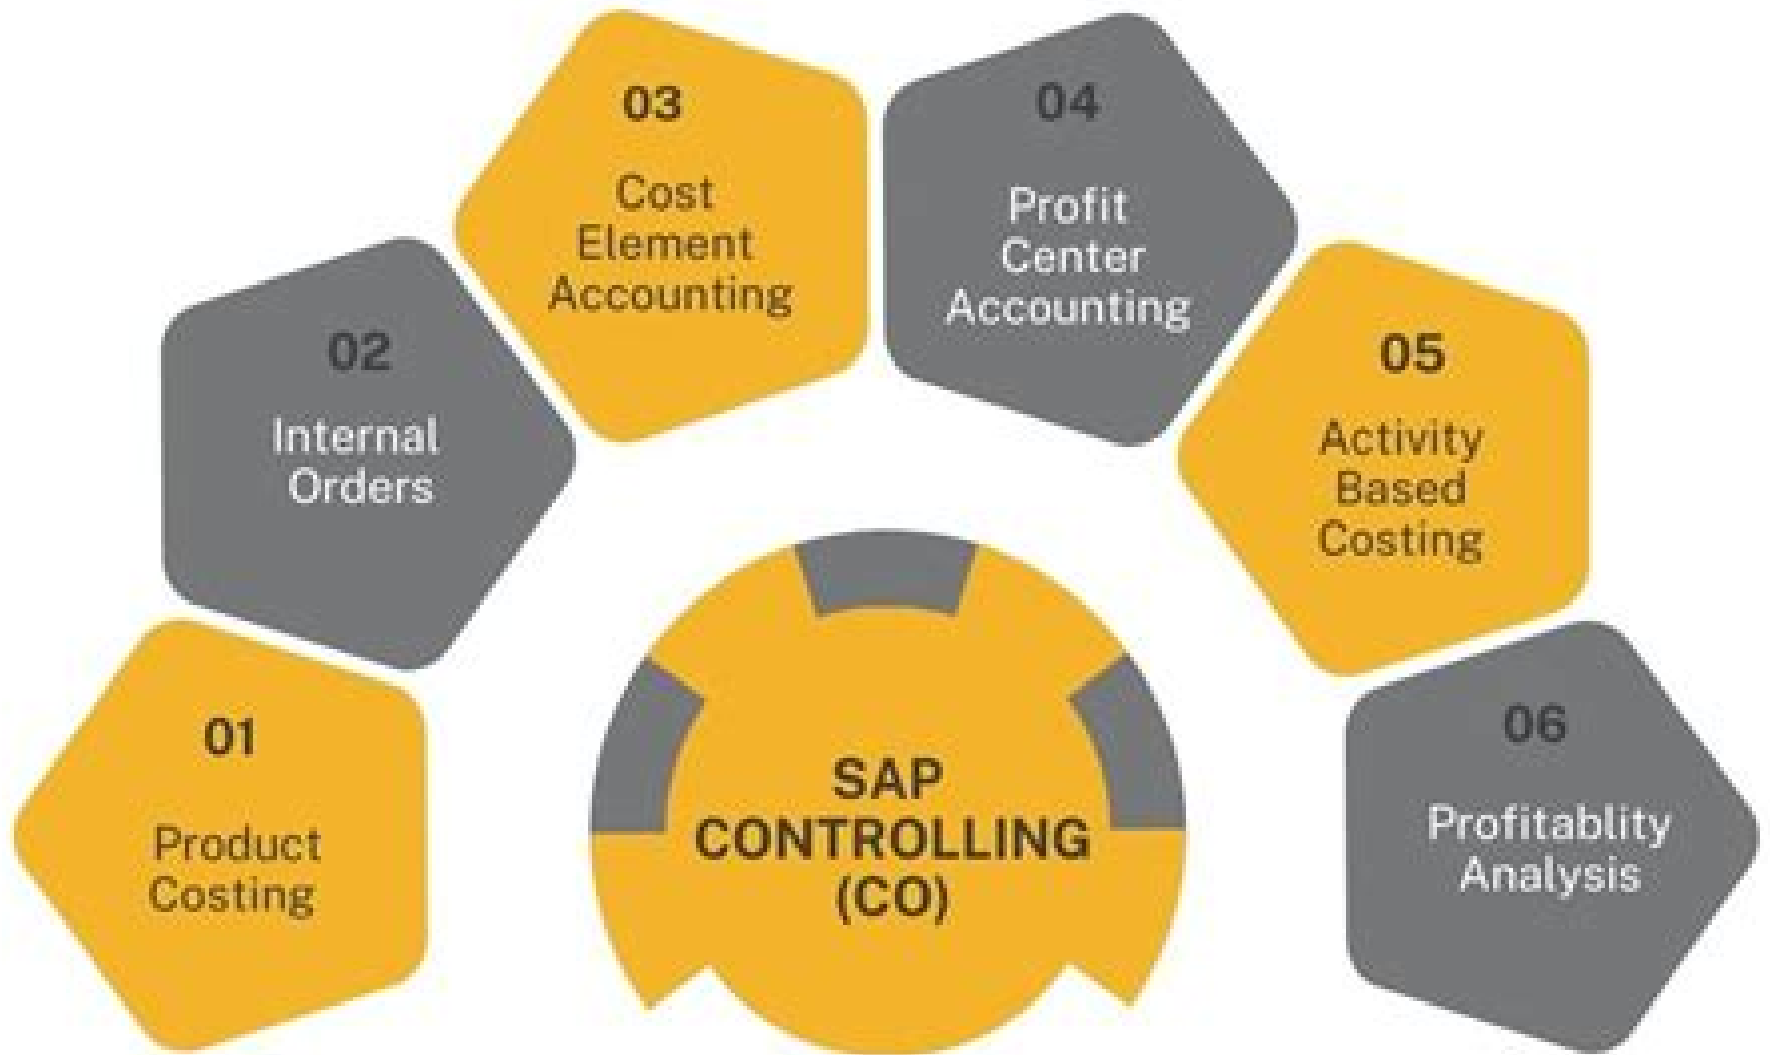 01
Product
Costing
02
Internal
Orders
03
Cost
Element
Accounting
04
Profit
Center
Accounting
05
Activity
Based
Costing
06
Profitablity
Analysis
SAP
CONTROLLING
(CO)